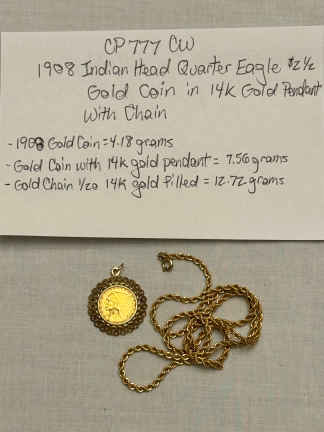 CP777 CW
1908 Indian Head Quarter Eagle $2½
Gold Coin in 14K Gold Pendant
With Chain
- 1908 Gold Coin = 4.18 grams
- Gold Coin with 14K gold pendant = 7.56 grams
- Gold Chain 1/20 14K gold filled = 12.72 grams